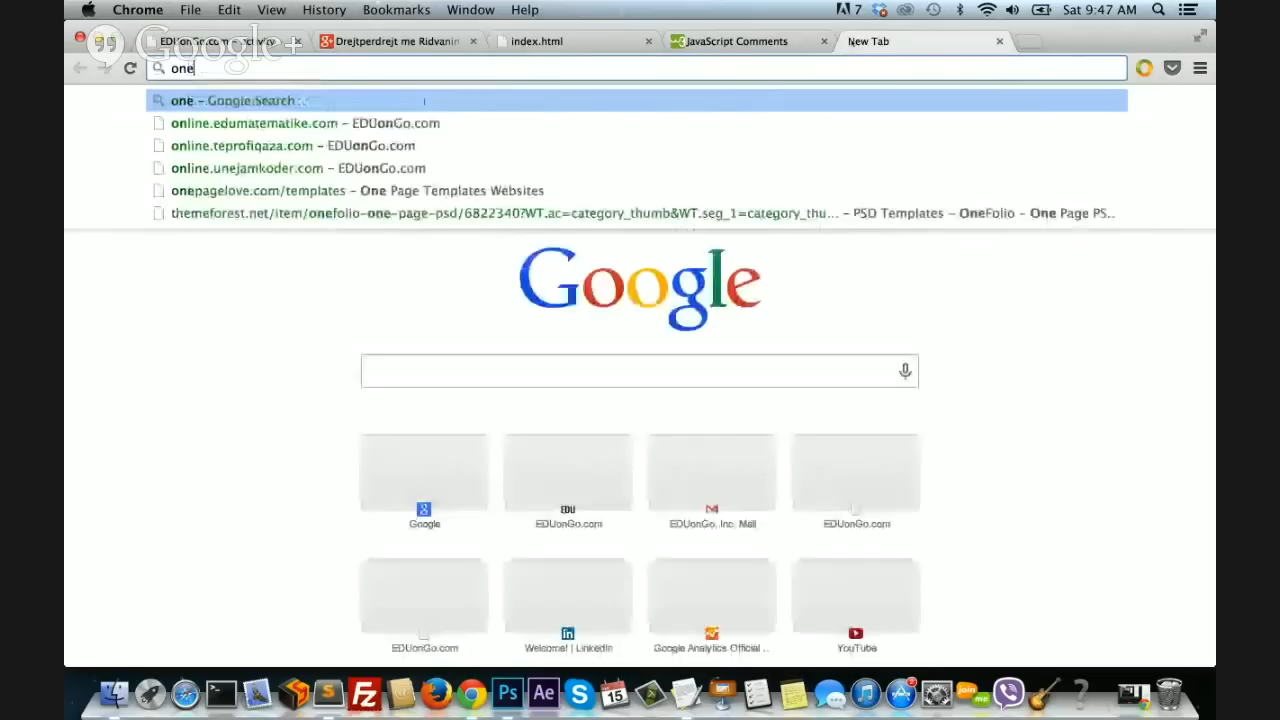 Chrome File Edit View History Bookmarks Window Help 7 Sat 9:47 AM
Google+
Drejtperdrejt me Ridvanin index.html JavaScript Comments New Tab
one
one – Google Search
online.edumatematike.com – EDUonGo.com
online.teprofiqaza.com – EDUonGo.com
online.unejamkoder.com – EDUonGo.com
onepagelove.com/templates – One Page Templates Websites
themeforest.net/item/onefolio-one-page-psd/6822340?WT.ac=category_thumb&WT.seg_1=category_thu... – PSD Templates – OneFolio – One Page PS..
Google
Google EDUonGo.com EDUonGo, Inc. Mail EDUonGo.com
EDUonGo.com Welcome! | LinkedIn Google Analytics Official .. YouTube